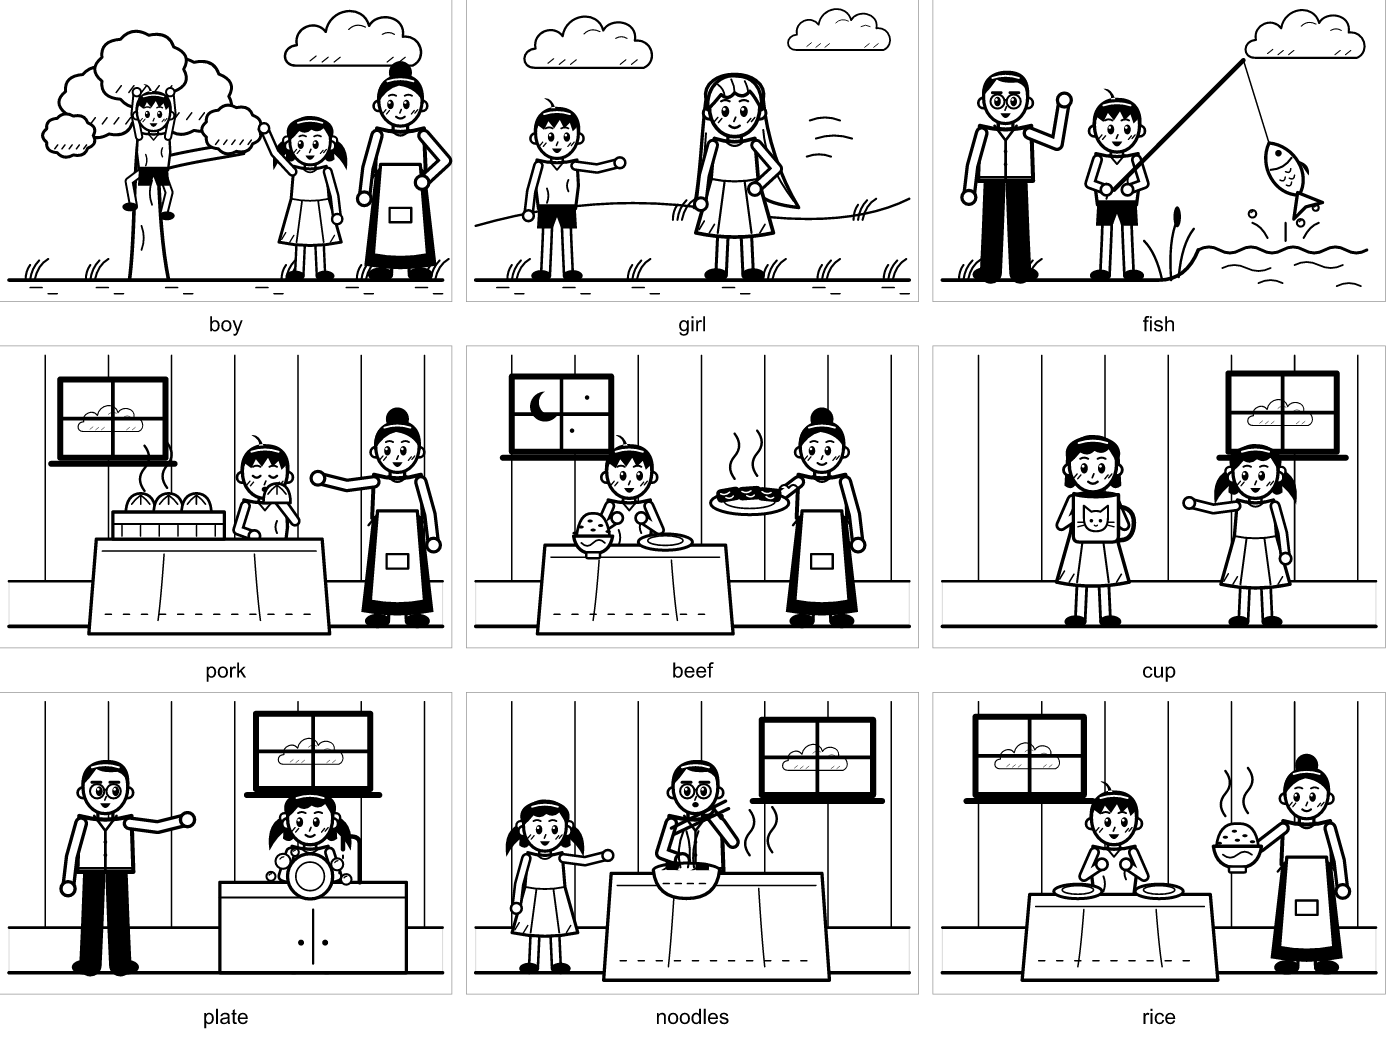 boy
girl
fish
pork
beef
cup
plate
noodles
rice